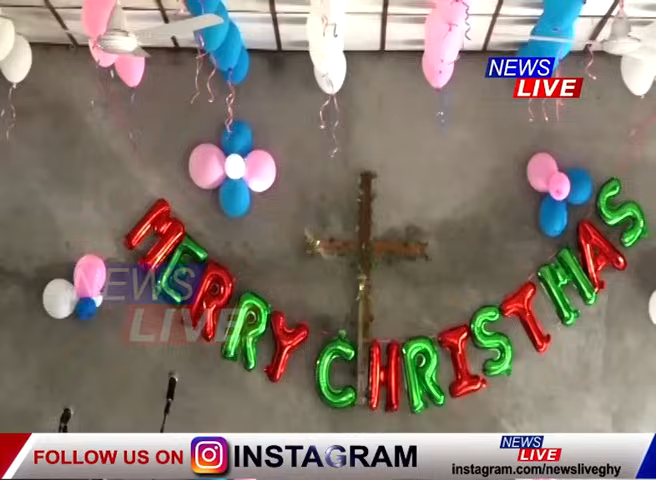 NEWS
LIVE
MERRY CHRISTMAS
NEWS
LIVE
FOLLOW US ON INSTAGRAM
NEWS
LIVE
instagram.com/newsliveghy